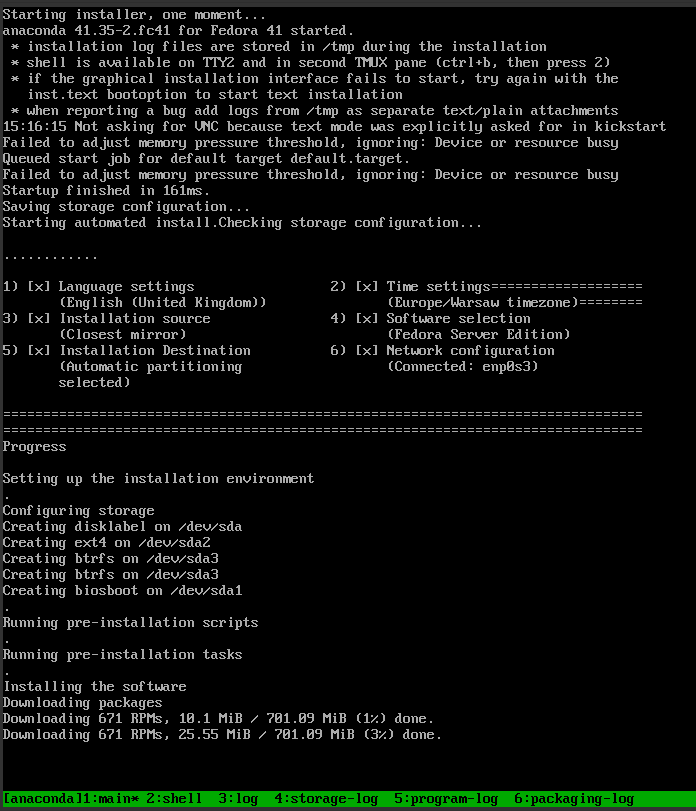 Starting installer, one moment...
anaconda 41.35-2.fc41 for Fedora 41 started.
 * installation log files are stored in /tmp during the installation
 * shell is available on TTY2 and in second TMUX pane (ctrl+b, then press 2)
 * if the graphical installation interface fails to start, try again with the
   inst.text bootoption to start text installation
 * when reporting a bug add logs from /tmp as separate text/plain attachments
15:16:15 Not asking for VNC because text mode was explicitly asked for in kickstart
Failed to adjust memory pressure threshold, ignoring: Device or resource busy
Queued start job for default target default.target.
Failed to adjust memory pressure threshold, ignoring: Device or resource busy
Startup finished in 161ms.
Saving storage configuration...
Starting automated install.Checking storage configuration...

............

1) [x] Language settings                 2) [x] Time settings===================
       (English (United Kingdom))               (Europe/Warsaw timezone)========
3) [x] Installation source               4) [x] Software selection
       (Closest mirror)                         (Fedora Server Edition)
5) [x] Installation Destination          6) [x] Network configuration
       (Automatic partitioning                  (Connected: enp0s3)
       selected)

================================================================================
================================================================================
Progress

Setting up the installation environment
.
Configuring storage
Creating disklabel on /dev/sda
Creating ext4 on /dev/sda2
Creating btrfs on /dev/sda3
Creating btrfs on /dev/sda3
Creating biosboot on /dev/sda1
.
Running pre-installation scripts
.
Running pre-installation tasks
.
Installing the software
Downloading packages
Downloading 671 RPMs, 10.1 MiB / 701.09 MiB (1%) done.
Downloading 671 RPMs, 25.55 MiB / 701.09 MiB (3%) done.

[anaconda]1:main* 2:shell  3:log  4:storage-log  5:program-log  6:packaging-log